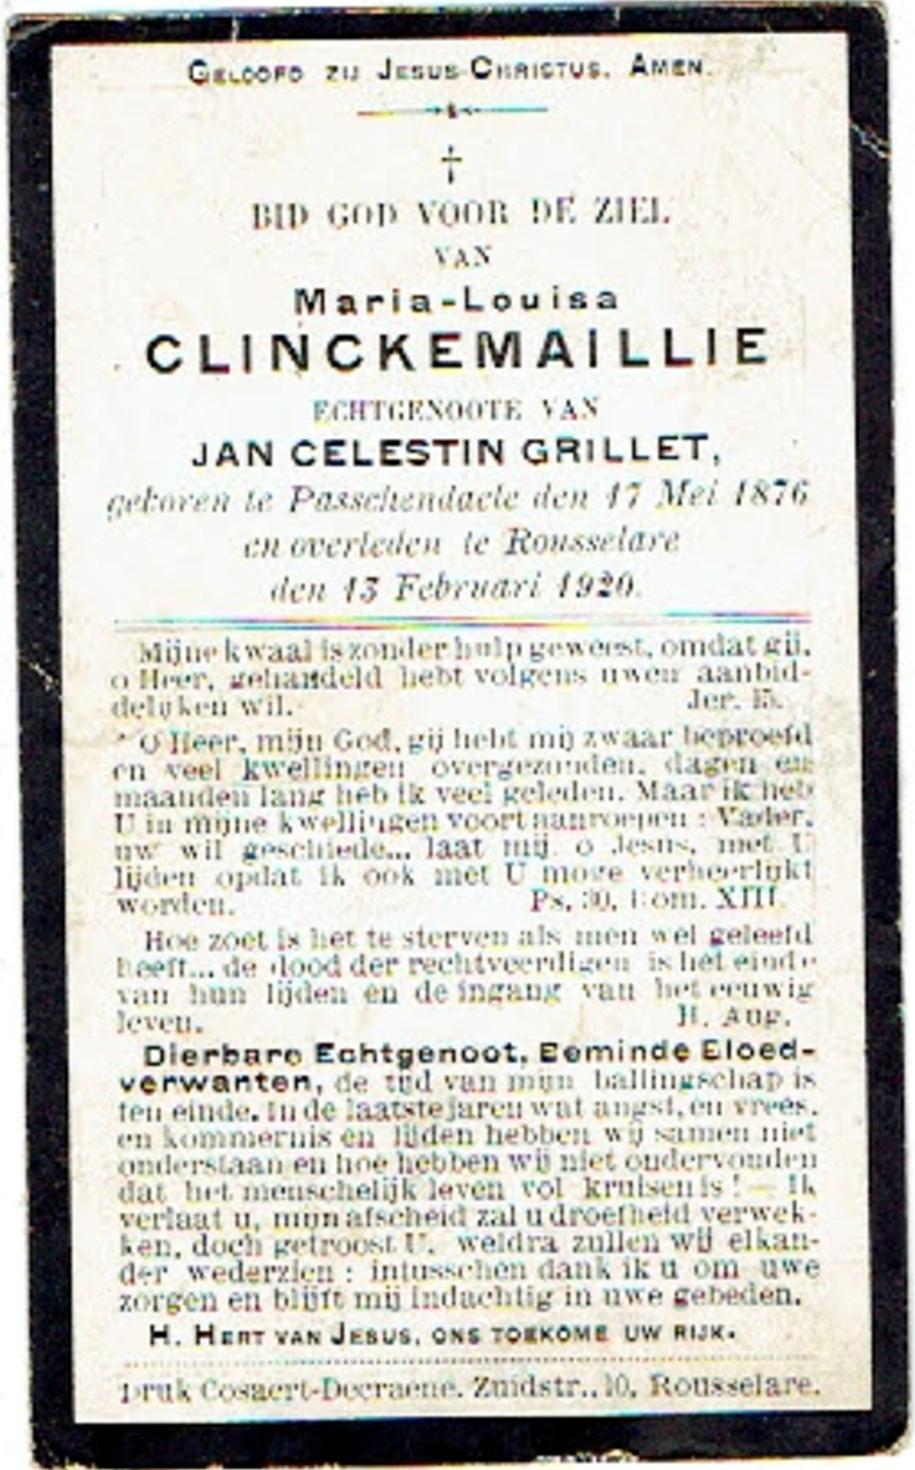 GELOOFD ZIJ JESUS-CHRISTUS. AMEN.
†
BID GOD VOOR DE ZIEL
VAN
Maria-Louisa
CLINCKEMAILLIE
ECHTGENOOTE VAN
JAN CELESTIN GRILLET,
geboren te Passchendaele den 17 Mei 1876
en overleden te Rousselare
den 13 Februari 1920.
Mijne kwaal is zonder hulp geweest, omdat gij,
o Heer, gehandeld hebt volgens uwen aanbid-
delijken wil. Jer. 15.
O Heer, mijn God, gij hebt mij zwaar beproefd
en veel kwellingen overgezonden, dagen en
maanden lang heb ik veel geleden. Maar ik heb
U in mijne kwellingen voort aanroepen : Vader,
uw wil geschiede... laat mij, o Jesus, met U
lijden opdat ik ook met U moge verheerlijkt
worden. Ps. 30, Rom. XIII.
Hoe zoet is het te sterven als men wel geleefd
heeft... de dood der rechtveerdigen is het einde
van hun lijden en de ingang van het eeuwig
leven. H. Aug.
Dierbare Echtgenoot, Beminde Bloed-
verwanten, de tijd van mijn ballingschap is
ten einde. In de laatste jaren wat angst, en vrees,
en kommernis en lijden hebben wij samen niet
onderstaan en hoe hebben wij niet ondervonden
dat het menschelijk leven vol kruisen is ! — Ik
verlaat u, mijn afscheid zal u droefheid verwek-
ken, doch getroost U, weldra zullen wij elkan-
der wederzien : intusschen dank ik u om uwe
zorgen en blijft mij indachtig in uwe gebeden.
H. HERT VAN JESUS, ONS TOEKOME UW RIJK.
Druk Cosaert-Decraene, Zuidstr., 10, Rousselare.